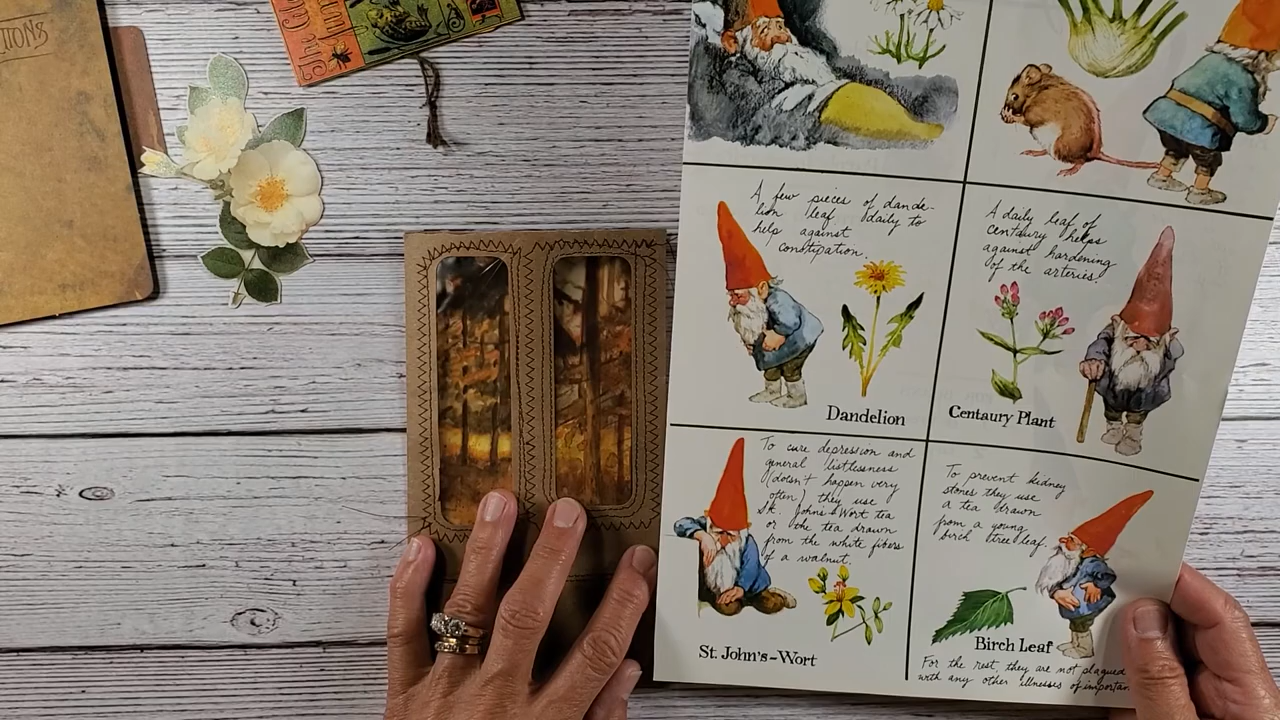 A few pieces of dande-
lion leaf daily to
help against
constipation.
Dandelion
A daily leaf of
centaury helps
against hardening
of the arteries.
Centaury Plant
To cure depression and
general listlessness
(doesn't happen very
often) they use
St. John's Wort tea
or the tea drawn
from the white fibers
of a walnut.
St. John's-Wort
To prevent kidney
stones they use
a tea drawn
from a young
birch tree leaf.
Birch Leaf
For the rest, they are not plagued
with any other illnesses of